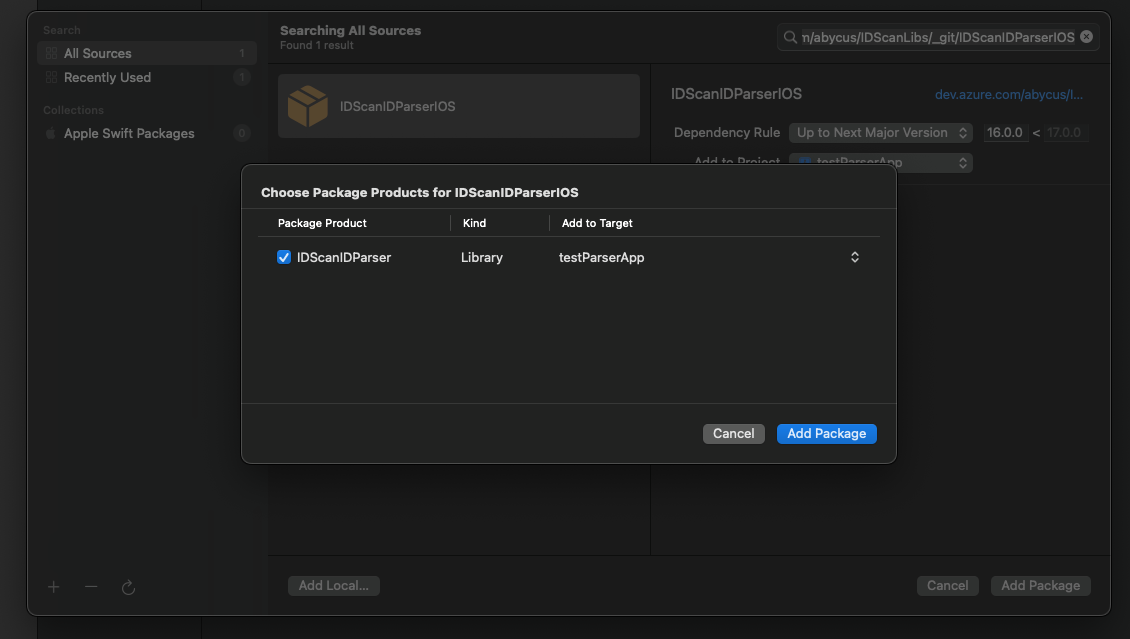 Search
All Sources 1
Recently Used 1
Collections
Apple Swift Packages 0
Searching All Sources
Found 1 result
n/abycus/IDScanLibs/_git/IDScanIDParserIOS
IDScanIDParserIOS
IDScanIDParserIOS dev.azure.com/abycus/I...
Dependency Rule Up to Next Major Version 16.0.0 < 17.0.0
Add to Project testParserApp
Choose Package Products for IDScanIDParserIOS
Package Product Kind Add to Target
IDScanIDParser Library testParserApp
Cancel Add Package
Add Local... Cancel Add Package